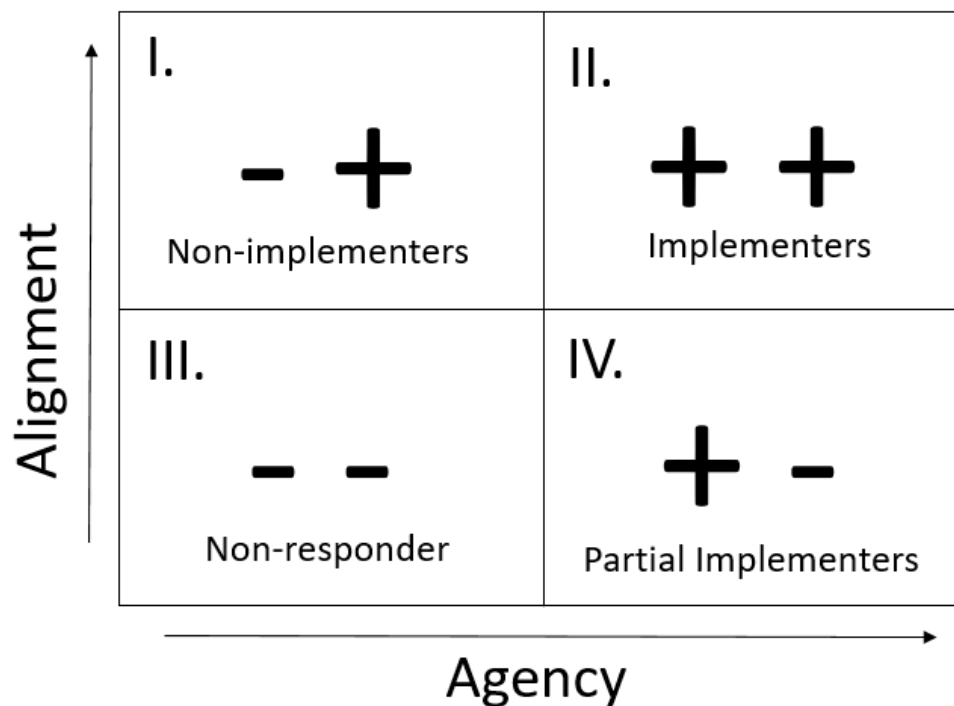 Alignment
I.
- +
Non-implementers
II.
+ +
Implementers
III.
- -
Non-responder
IV.
+ -
Partial Implementers
Agency